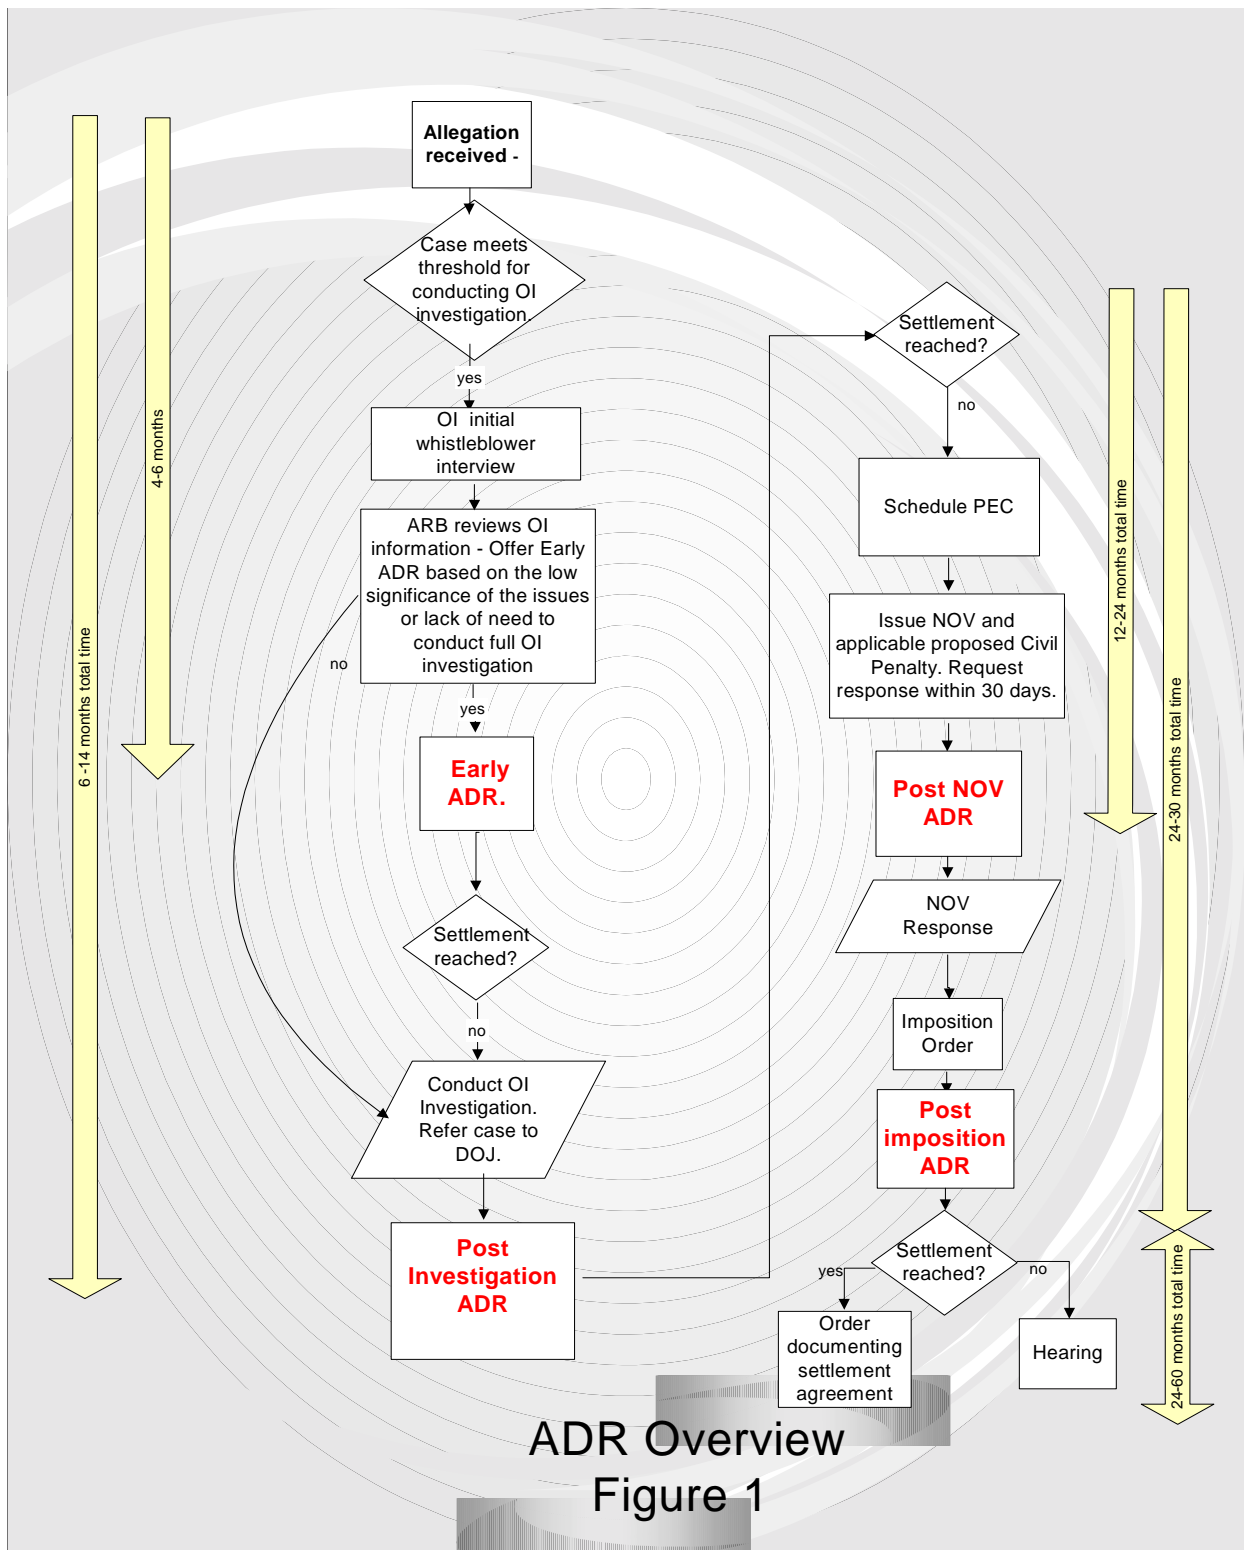 Allegation
received -
Case meets
threshold for
conducting OI
investigation.
yes
OI  initial
whistleblower
interview
ARB reviews OI
information - Offer Early
ADR based on the low
significance of the issues
or lack of need to
conduct full OI
investigation
no
yes
Early
ADR.
Settlement
reached?
no
Conduct OI
Investigation.
Refer case to
DOJ.
Post
Investigation
ADR
4-6 months
6 -14 months total time
Settlement
reached?
no
Schedule PEC
Issue NOV and
applicable proposed Civil
Penalty. Request
response within 30 days.
Post NOV
ADR
NOV
Response
Imposition
Order
Post
imposition
ADR
Settlement
reached?
yes
no
Order
documenting
settlement
agreement
Hearing
12-24 months total time
24-30 months total time
24-60 months total time
ADR Overview
Figure 1